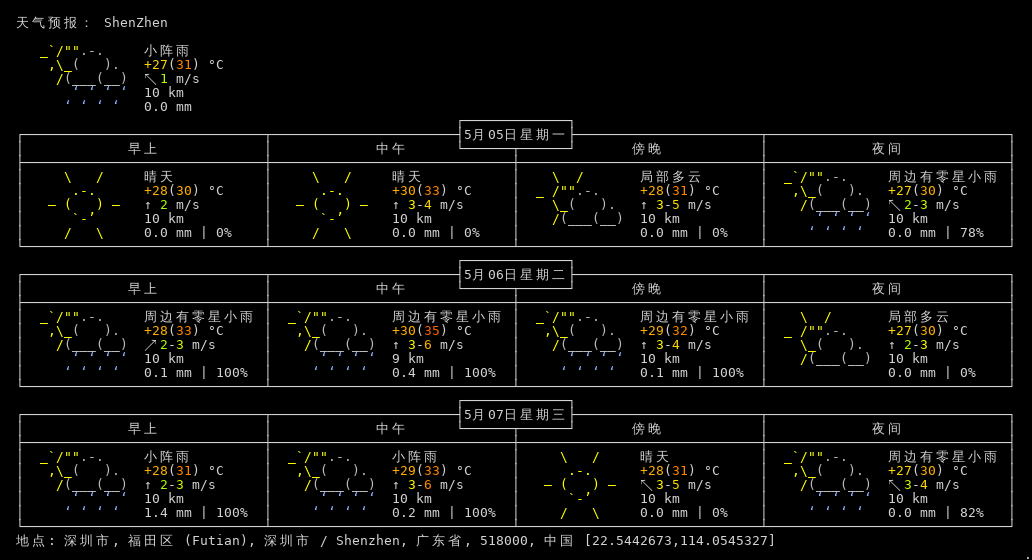 天气预报： ShenZhen
小阵雨
+27(31) °C
↖ 1 m/s
10 km
0.0 mm
5月05日星期一
早上 中午 傍晚 夜间
晴天 晴天 局部多云 周边有零星小雨
+28(30) °C +30(33) °C +28(31) °C +27(30) °C
↑ 2 m/s ↑ 3-4 m/s ↑ 3-5 m/s ↖ 2-3 m/s
10 km 10 km 10 km 10 km
0.0 mm | 0% 0.0 mm | 0% 0.0 mm | 0% 0.0 mm | 78%
5月06日星期二
早上 中午 傍晚 夜间
周边有零星小雨 周边有零星小雨 周边有零星小雨 局部多云
+28(33) °C +30(35) °C +29(32) °C +27(30) °C
↗ 2-3 m/s ↑ 3-6 m/s ↑ 3-4 m/s ↑ 2-3 m/s
10 km 9 km 10 km 10 km
0.1 mm | 100% 0.4 mm | 100% 0.1 mm | 100% 0.0 mm | 0%
5月07日星期三
早上 中午 傍晚 夜间
小阵雨 小阵雨 晴天 周边有零星小雨
+28(31) °C +29(33) °C +28(31) °C +27(30) °C
↑ 2-3 m/s ↑ 3-6 m/s ↖ 3-5 m/s ↖ 3-4 m/s
10 km 10 km 10 km 10 km
1.4 mm | 100% 0.2 mm | 100% 0.0 mm | 0% 0.0 mm | 82%
地点: 深圳市, 福田区 (Futian), 深圳市 / Shenzhen, 广东省, 518000, 中国 [22.5442673,114.0545327]